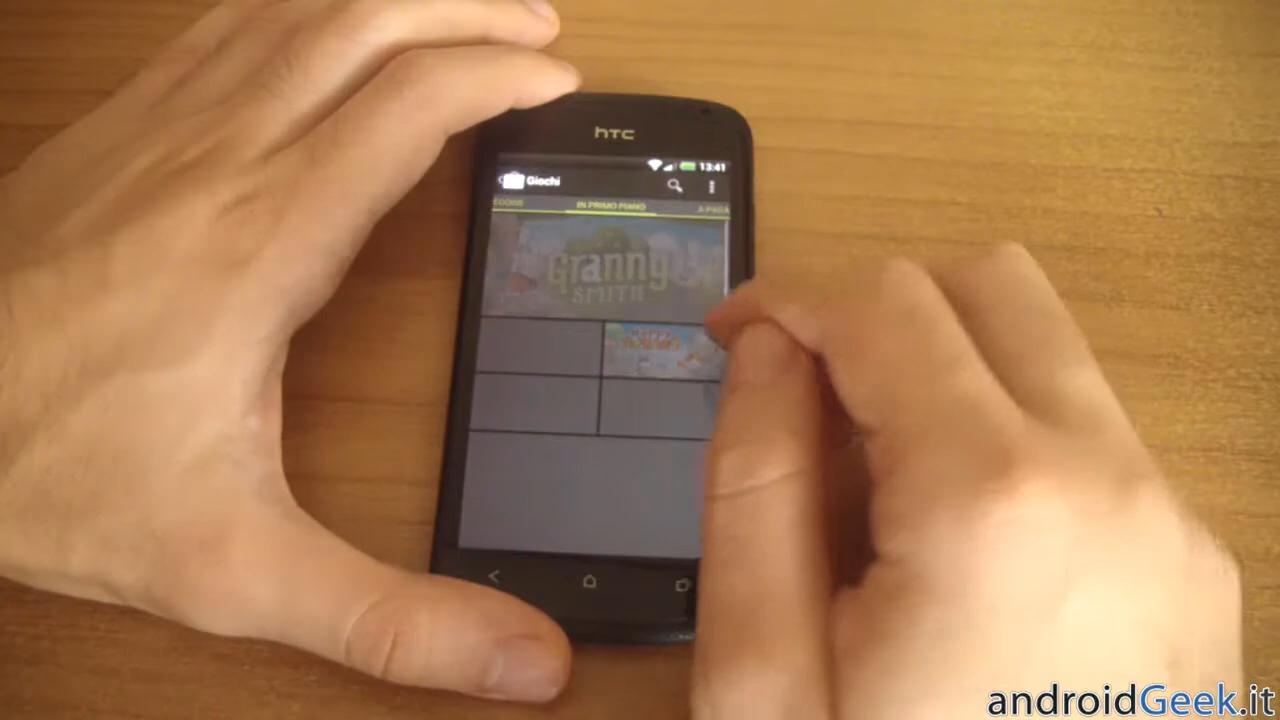 hTC
13:41
Giochi
IN PRIMO PIANO
Granny
SMITH
androidGeek.it